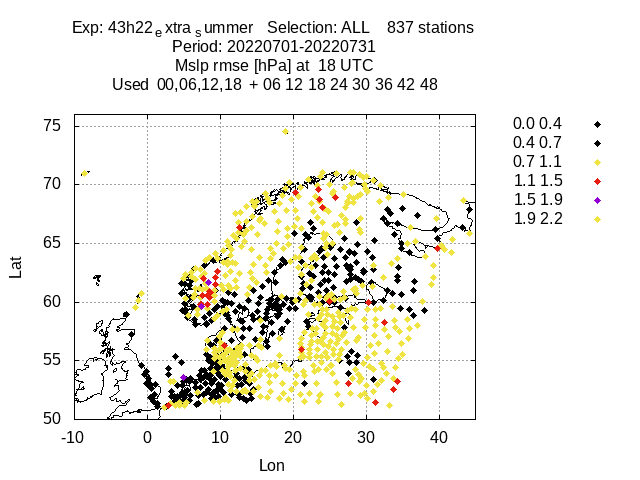 Exp: 43h22extrasummer Selection: ALL 837 stations
Period: 20220701-20220731
Mslp rmse [hPa] at 18 UTC
Used 00,06,12,18 + 06 12 18 24 30 36 42 48
0.0 0.4
0.4 0.7
0.7 1.1
1.1 1.5
1.5 1.9
1.9 2.2
75
70
65
60
55
50
Lat
-10 0 10 20 30 40
Lon